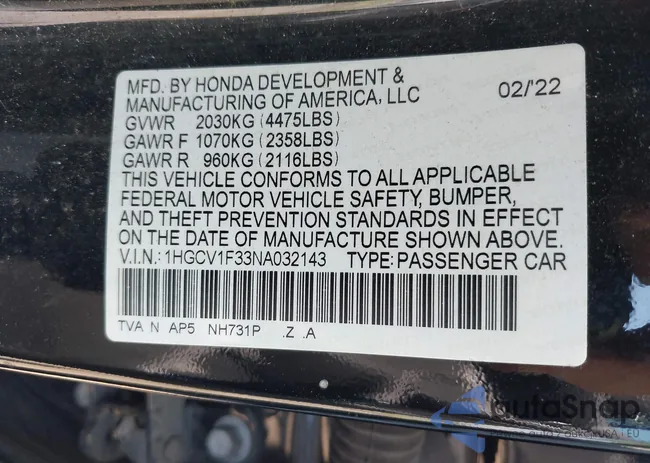 MFD. BY HONDA DEVELOPMENT &
MANUFACTURING OF AMERICA, LLC 02/'22
GVWR 2030KG (4475LBS)
GAWR F 1070KG (2358LBS)
GAWR R 960KG (2116LBS)
THIS VEHICLE CONFORMS TO ALL APPLICABLE
FEDERAL MOTOR VEHICLE SAFETY, BUMPER,
AND THEFT PREVENTION STANDARDS IN EFFECT
ON THE DATE OF MANUFACTURE SHOWN ABOVE.
V.I.N.: 1HGCV1F33NA032143 TYPE: PASSENGER CAR
TVA N AP5 NH731P .Z .A
autoSnap